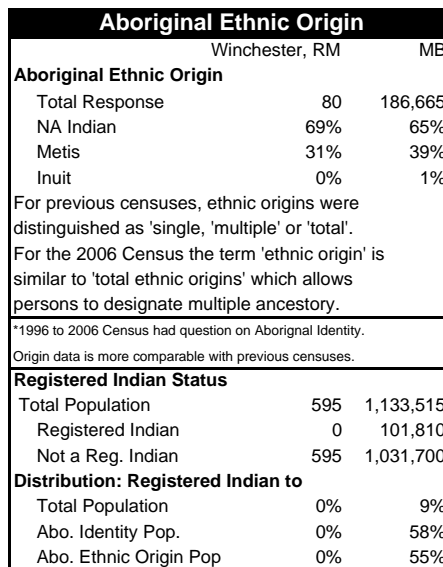 Aboriginal Ethnic Origin
Winchester, RM MB
Aboriginal Ethnic Origin
Total Response 80 186,665
NA Indian 69% 65%
Metis 31% 39%
Inuit 0% 1%
For previous censuses, ethnic origins were
distinguished as 'single, 'multiple' or 'total'.
For the 2006 Census the term 'ethnic origin' is
similar to 'total ethnic origins' which allows
persons to designate multiple ancestory.
*1996 to 2006 Census had question on Aborignal Identity.
Origin data is more comparable with previous censuses.
Registered Indian Status
Total Population 595 1,133,515
Registered Indian 0 101,810
Not a Reg. Indian 595 1,031,700
Distribution: Registered Indian to
Total Population 0% 9%
Abo. Identity Pop. 0% 58%
Abo. Ethnic Origin Pop 0% 55%